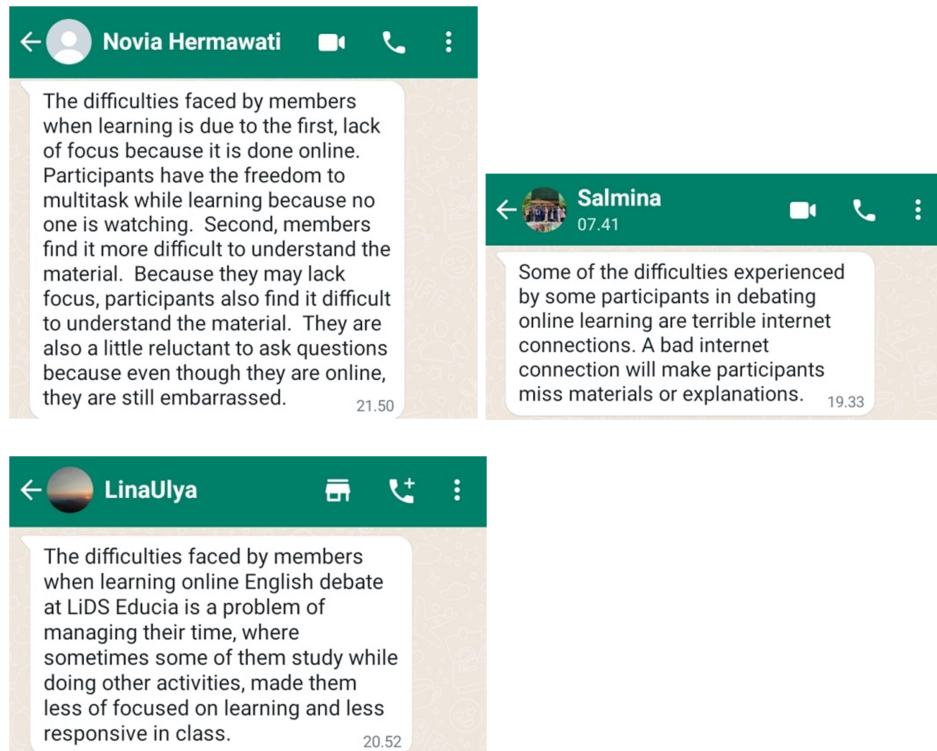 Novia Hermawati
The difficulties faced by members
when learning is due to the first, lack
of focus because it is done online.
Participants have the freedom to
multitask while learning because no
one is watching.  Second, members
find it more difficult to understand the
material.  Because they may lack
focus, participants also find it difficult
to understand the material.  They are
also a little reluctant to ask questions
because even though they are online,
they are still embarrassed.
21.50
Salmina
07.41
Some of the difficulties experienced
by some participants in debating
online learning are terrible internet
connections. A bad internet
connection will make participants
miss materials or explanations.
19.33
LinaUlya
The difficulties faced by members
when learning online English debate
at LiDS Educia is a problem of
managing their time, where
sometimes some of them study while
doing other activities, made them
less of focused on learning and less
responsive in class.
20.52